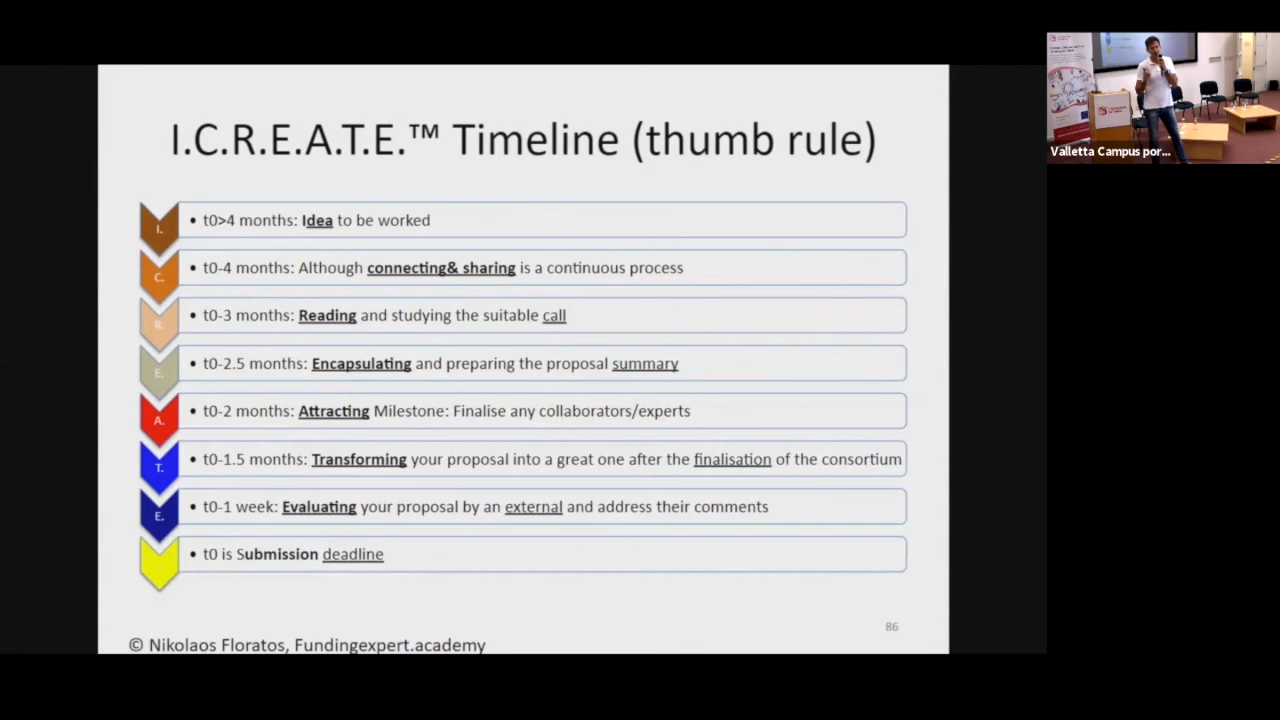 I.C.R.E.A.T.E.™ Timeline (thumb rule)
I.
• t0>4 months: Idea to be worked
C.
• t0-4 months: Although connecting& sharing is a continuous process
R.
• t0-3 months: Reading and studying the suitable call
E.
• t0-2.5 months: Encapsulating and preparing the proposal summary
A.
• t0-2 months: Attracting Milestone: Finalise any collaborators/experts
T.
• t0-1.5 months: Transforming your proposal into a great one after the finalisation of the consortium
E.
• t0-1 week: Evaluating your proposal by an external and address their comments
• t0 is Submission deadline
86
© Nikolaos Floratos, Fundingexpert.academy
Valletta Campus por...